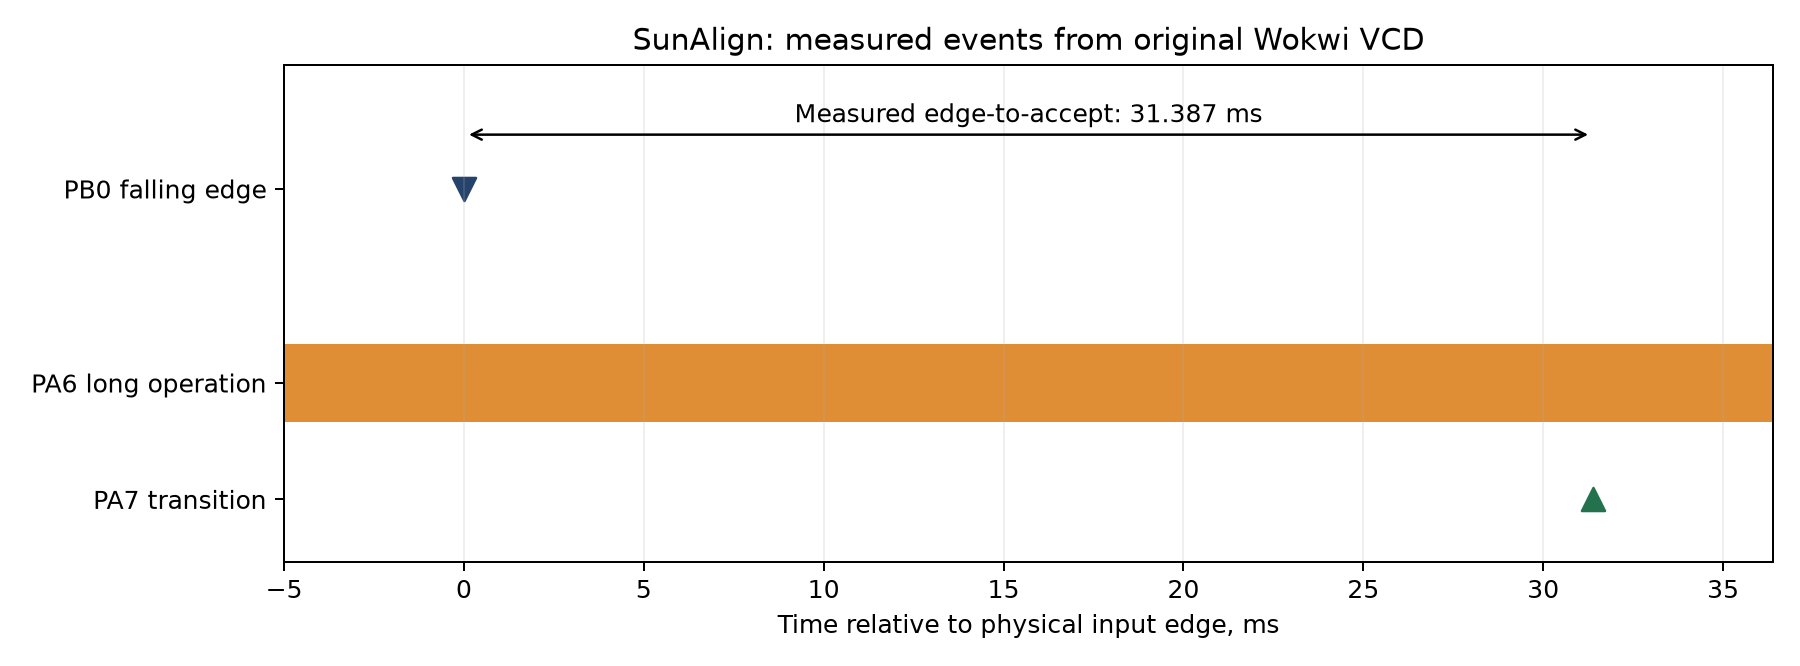 SunAlign: measured events from original Wokwi VCD
Measured edge-to-accept: 31.387 ms
PB0 falling edge
PA6 long operation
PA7 transition
−5 0 5 10 15 20 25 30 35
Time relative to physical input edge, ms